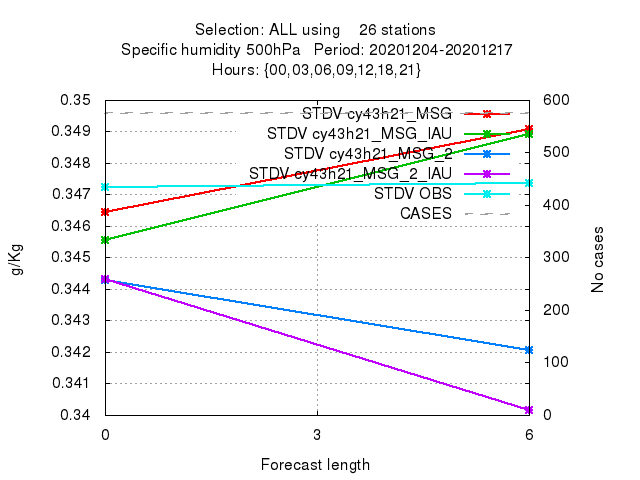 Selection: ALL using 26 stations
Specific humidity 500hPa Period: 20201204-20201217
Hours: {00,03,06,09,12,18,21}
0.35
0.349
0.348
0.347
0.346
0.345
0.344
0.343
0.342
0.341
0.34
600
500
400
300
200
100
0
STDV cy43h21_MSG
STDV cy43h21_MSG_IAU
STDV cy43h21_MSG_2
STDV cy43h21_MSG_2_IAU
STDV OBS
CASES
g/Kg
No cases
0 3 6
Forecast length